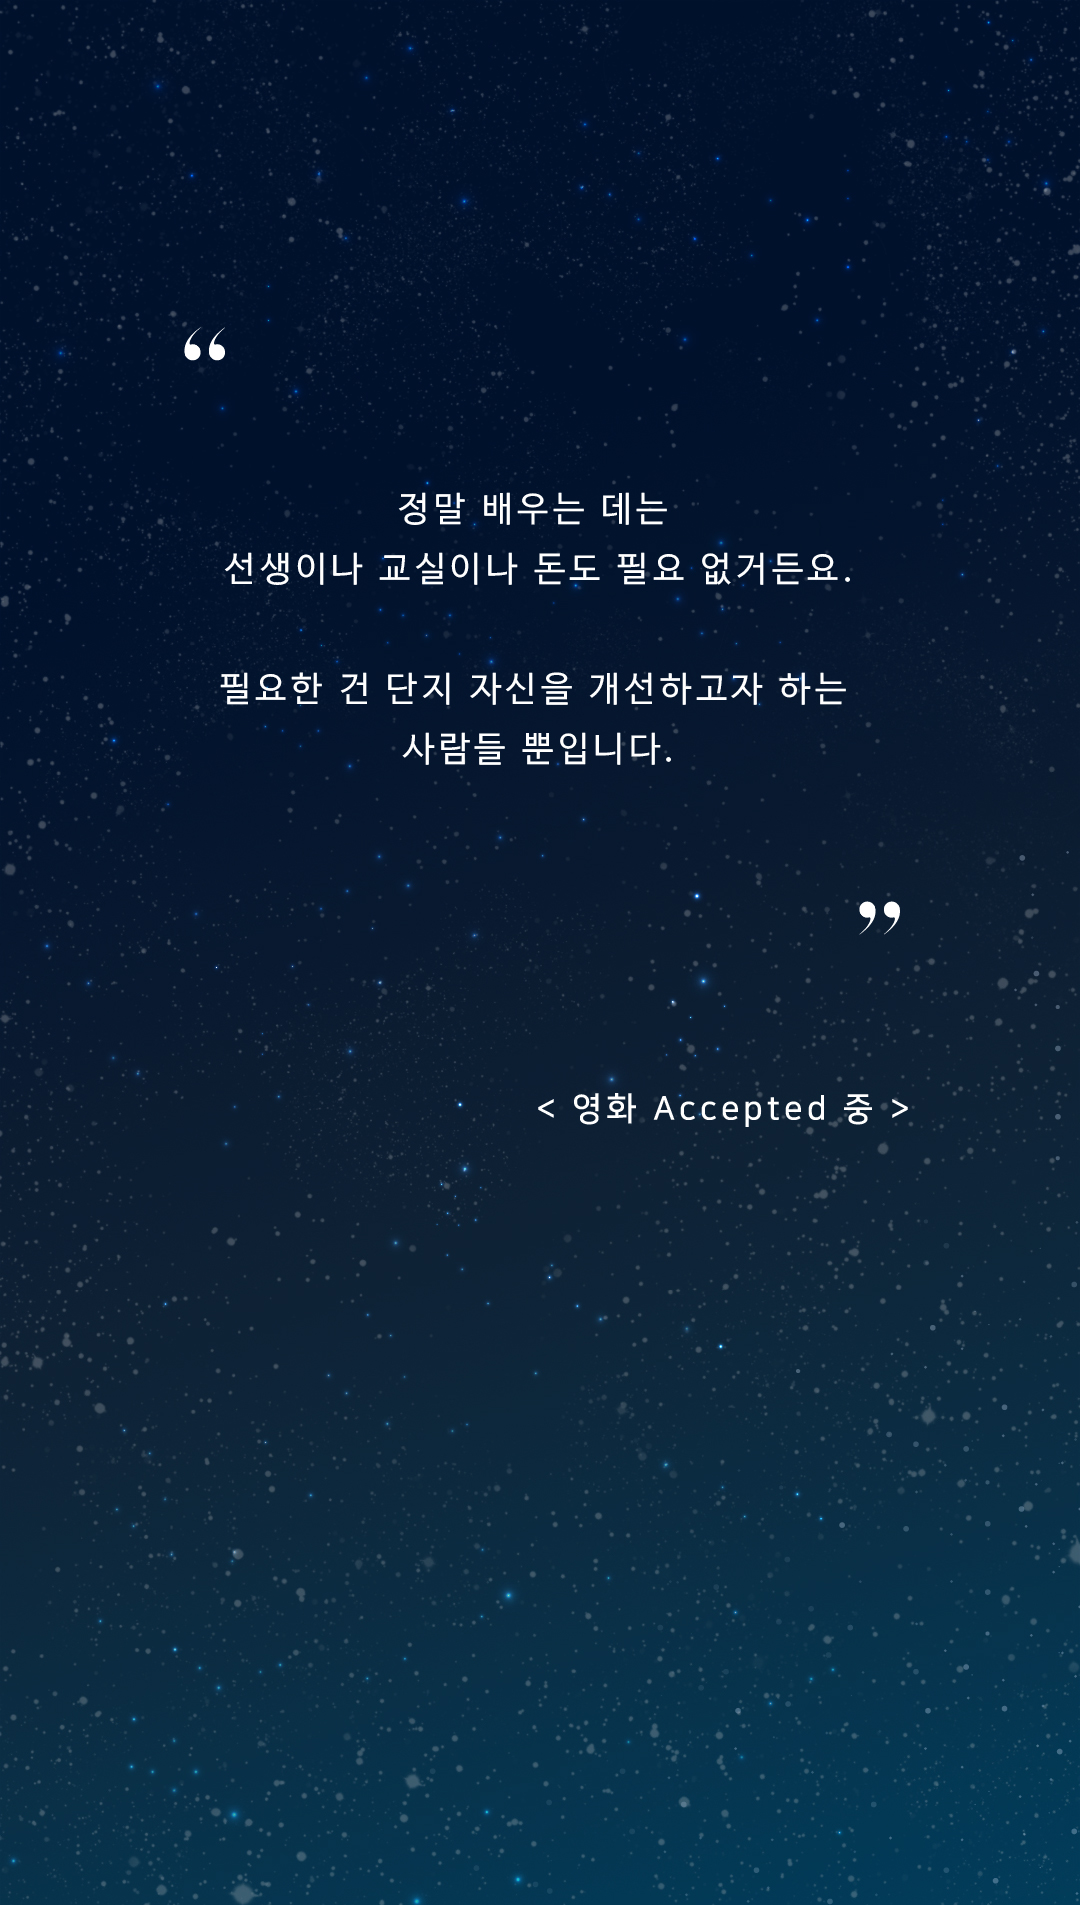 “
정말 배우는 데는
선생이나 교실이나 돈도 필요 없거든요.
필요한 건 단지 자신을 개선하고자 하는
사람들 뿐입니다.
”
< 영화 Accepted 중 >